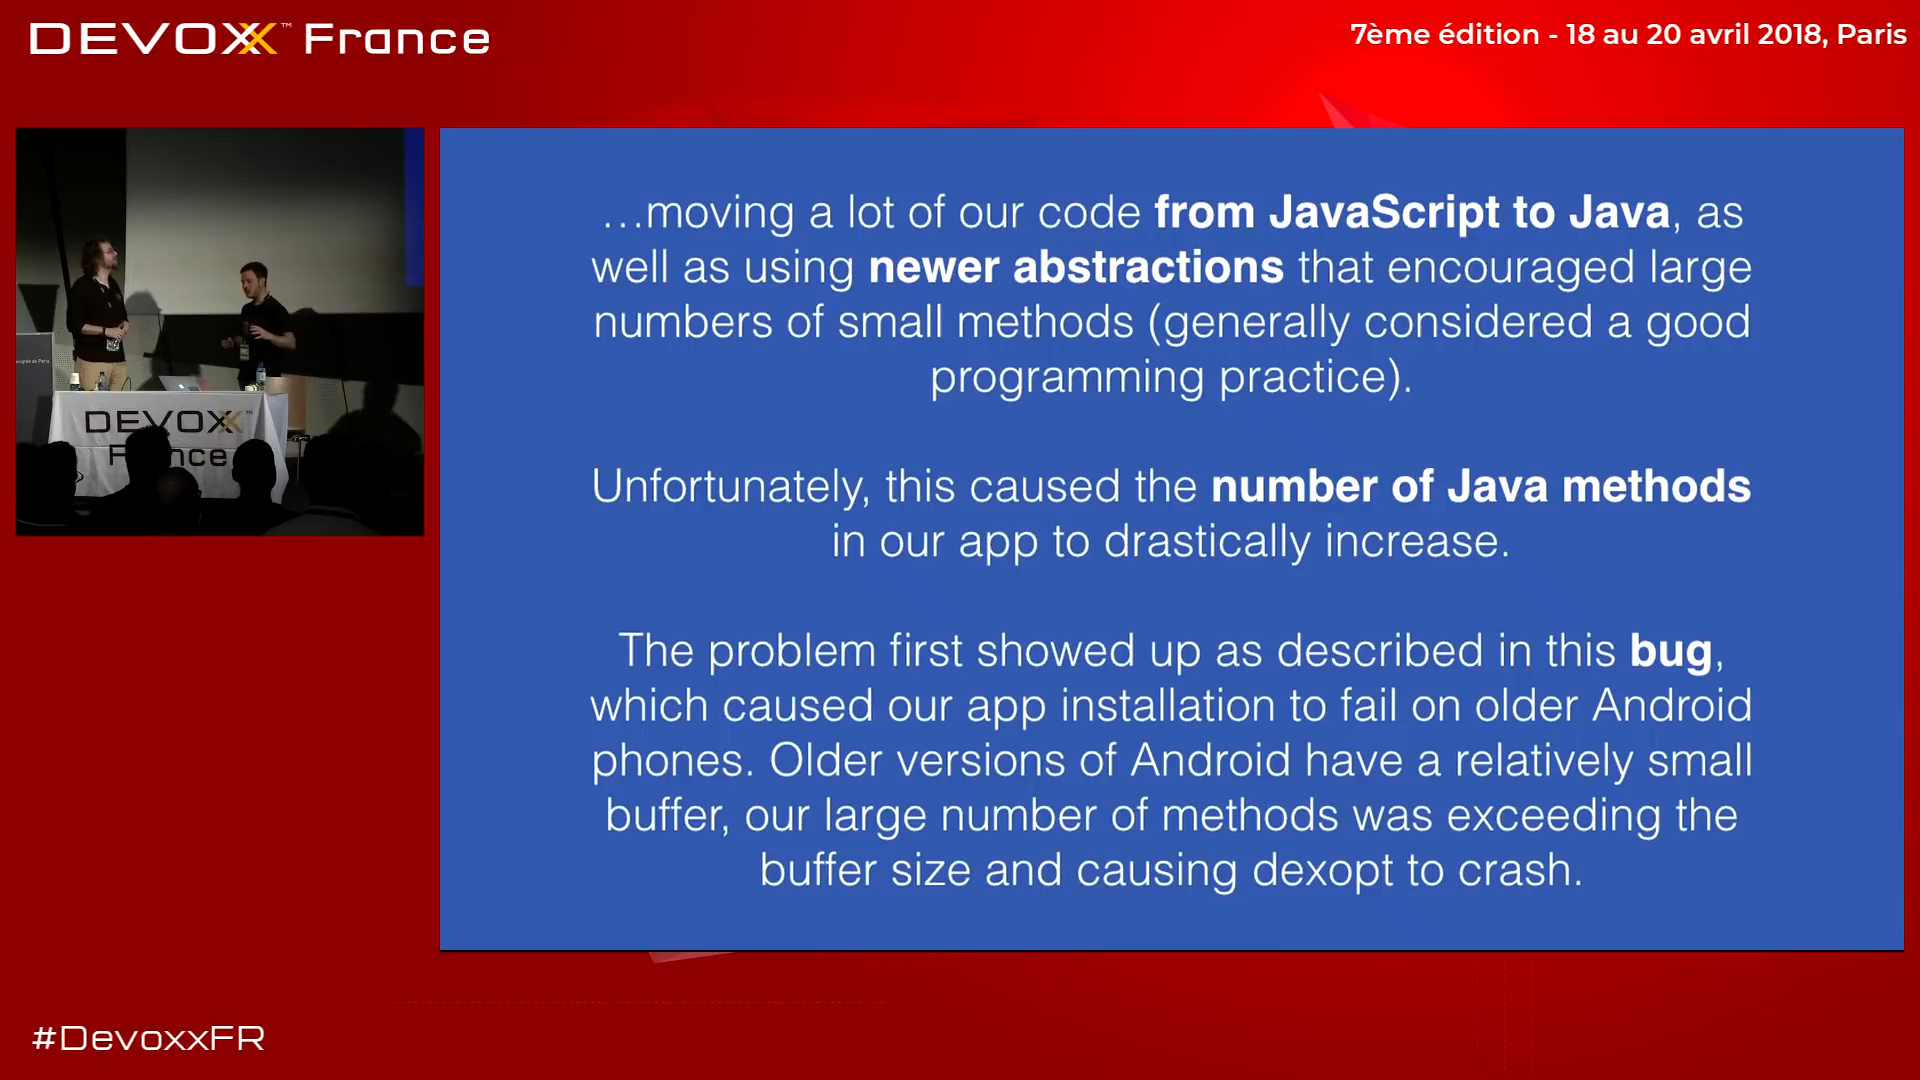 DEVOXX™ France
7ème édition - 18 au 20 avril 2018, Paris
...moving a lot of our code from JavaScript to Java, as
well as using newer abstractions that encouraged large
numbers of small methods (generally considered a good
programming practice).
Unfortunately, this caused the number of Java methods
in our app to drastically increase.
The problem first showed up as described in this bug,
which caused our app installation to fail on older Android
phones. Older versions of Android have a relatively small
buffer, our large number of methods was exceeding the
buffer size and causing dexopt to crash.
DEVOXX™
France
#DevoxxFR